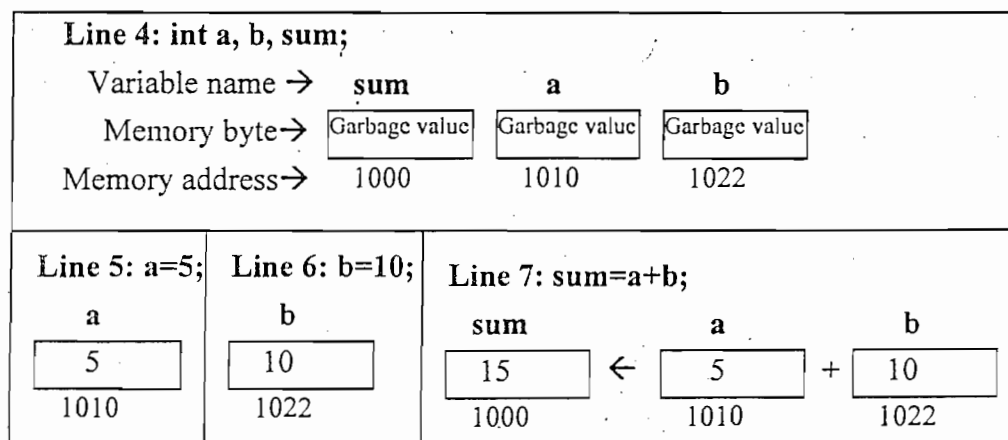 Line 4: int a, b, sum;
Variable name → sum a b
Memory byte→ Garbage value Garbage value Garbage value
Memory address→ 1000 1010 1022
Line 5: a=5;
a
5
1010
Line 6: b=10;
b
10
1022
Line 7: sum=a+b;
sum a b
15 ← 5 + 10
1000 1010 1022